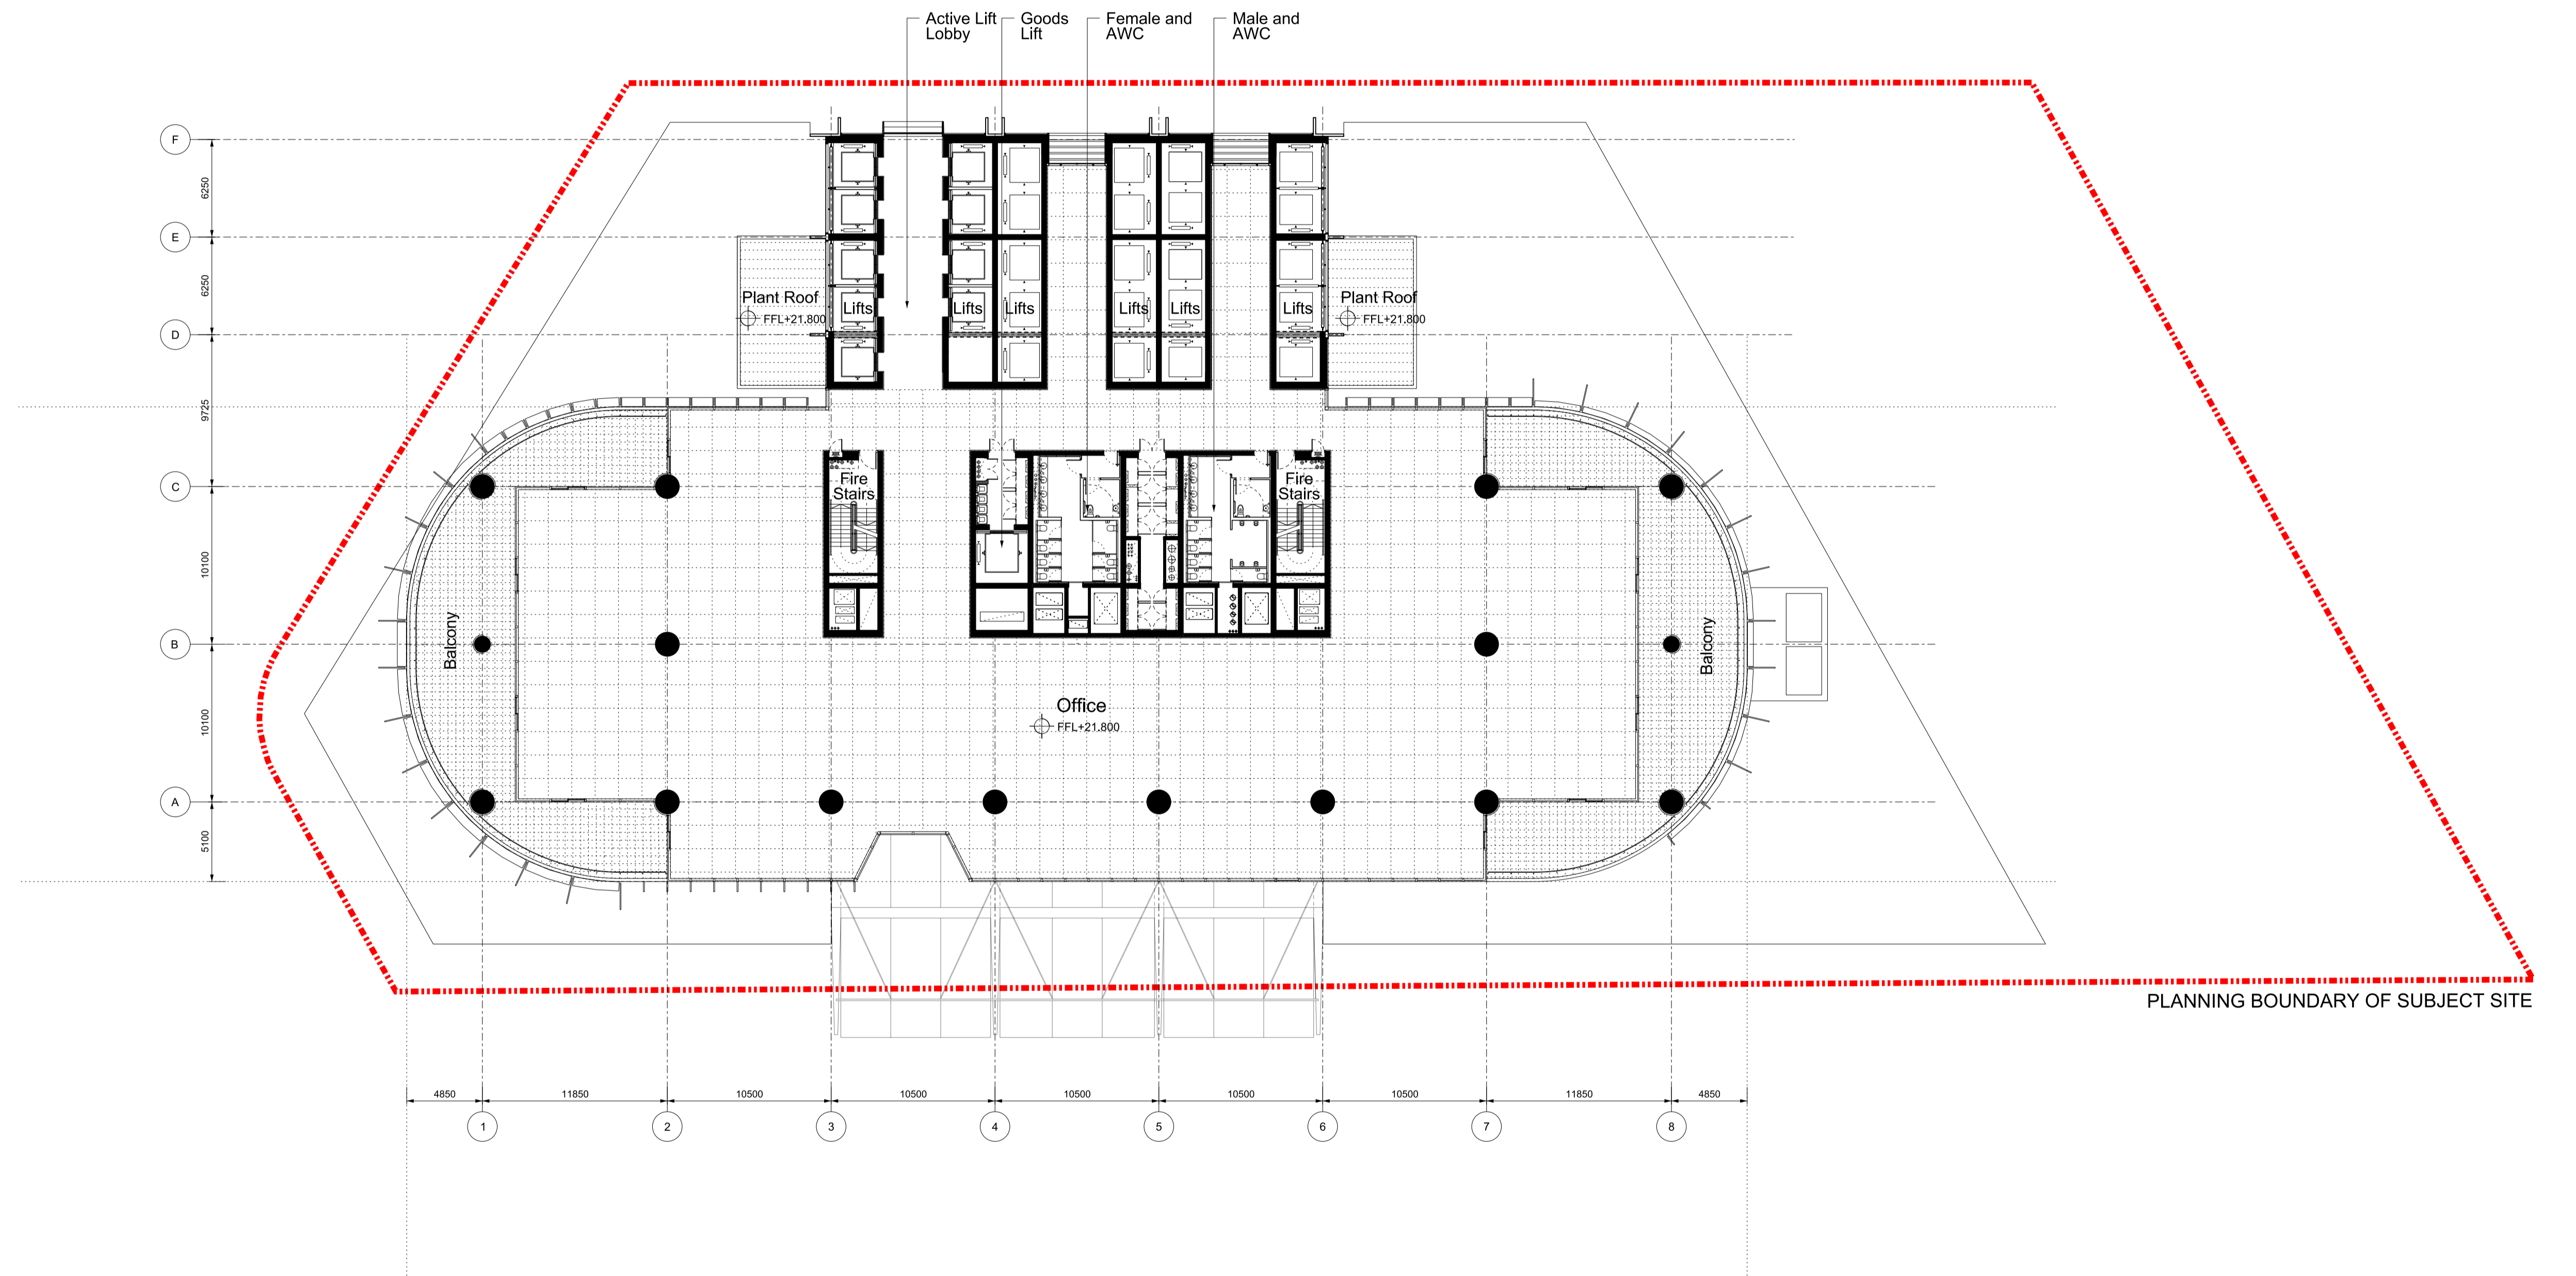 Active Lift
Lobby
Goods
Lift
Female and
AWC
Male and
AWC
F
6250
E
6250
D
9725
C
10100
B
10100
A
5100
Plant Roof
FFL+21.800
Lifts
Lifts
Lifts
Lifts
Lifts
Lifts
Plant Roof
FFL+21.800
Fire
Stairs
Fire
Stairs
Balcony
Balcony
Office
FFL+21.800
PLANNING BOUNDARY OF SUBJECT SITE
4850
11850
10500
10500
10500
10500
10500
11850
4850
1
2
3
4
5
6
7
8